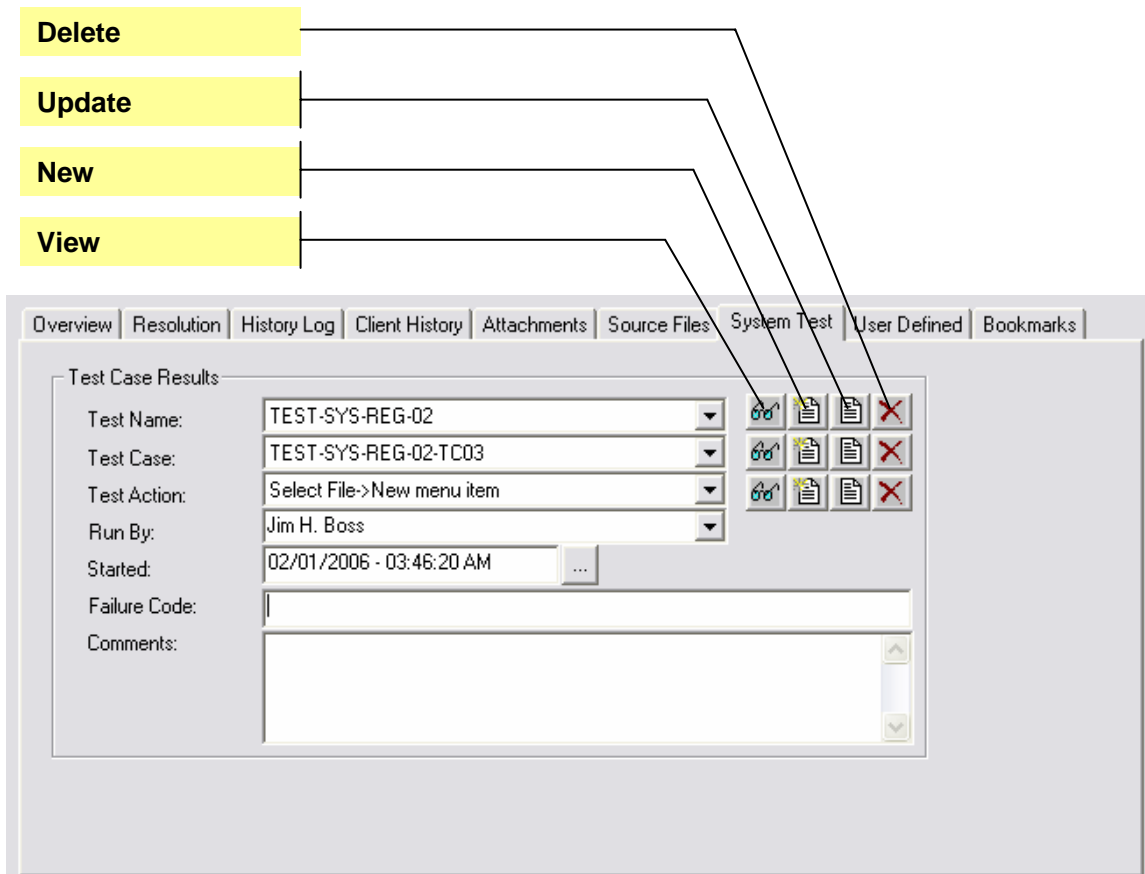 Delete
Update
New
View
Overview Resolution History Log Client History Attachments Source Files System Test User Defined Bookmarks
Test Case Results
Test Name: TEST-SYS-REG-02
Test Case: TEST-SYS-REG-02-TC03
Test Action: Select File->New menu item
Run By: Jim H. Boss
Started: 02/01/2006 - 03:46:20 AM ...
Failure Code:
Comments: